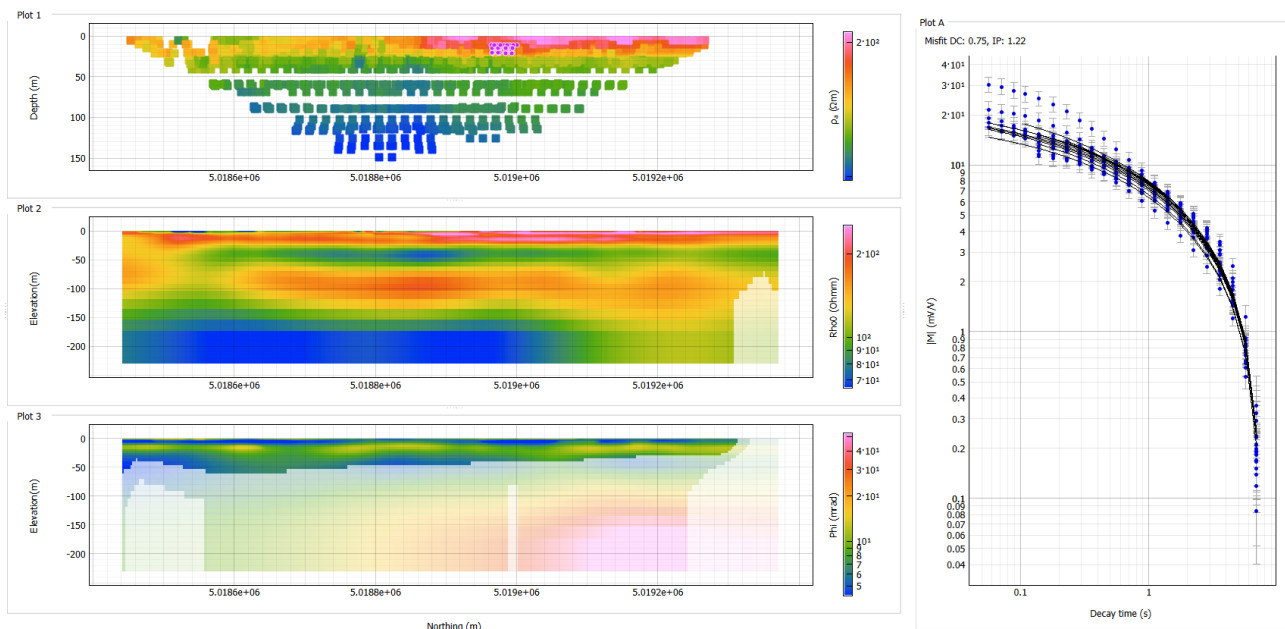 Plot 1
0
50
100
150
Depth (m)
5.0186e+06
5.0188e+06
5.019e+06
5.0192e+06
2·10²
ρₐ (Ωm)
Plot 2
0
-50
-100
-150
-200
Elevation(m)
5.0186e+06
5.0188e+06
5.019e+06
5.0192e+06
2·10²
10²
9·10¹
8·10¹
7·10¹
Rho0 (Ohmm)
Plot 3
0
-50
-100
-150
-200
Elevation(m)
5.0186e+06
5.0188e+06
5.019e+06
5.0192e+06
4·10¹
3·10¹
2·10¹
10¹
9
8
7
6
5
Phi (mrad)
Northing (m)
Plot A
Misfit DC: 0.75, IP: 1.22
4·10¹
3·10¹
2·10¹
10¹
9
8
7
6
5
4
3
2
1
0.9
0.8
0.7
0.6
0.5
0.4
0.3
0.2
0.1
0.09
0.08
0.07
0.06
0.05
0.04
|M| (mV/V)
0.1
1
Decay time (s)